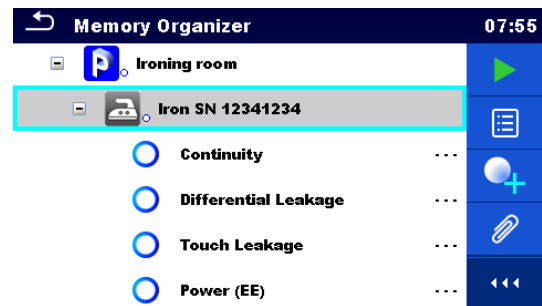 Memory Organizer 07:55
Ironing room
Iron SN 12341234
Continuity ---
Differential Leakage ---
Touch Leakage ---
Power (EE) ---